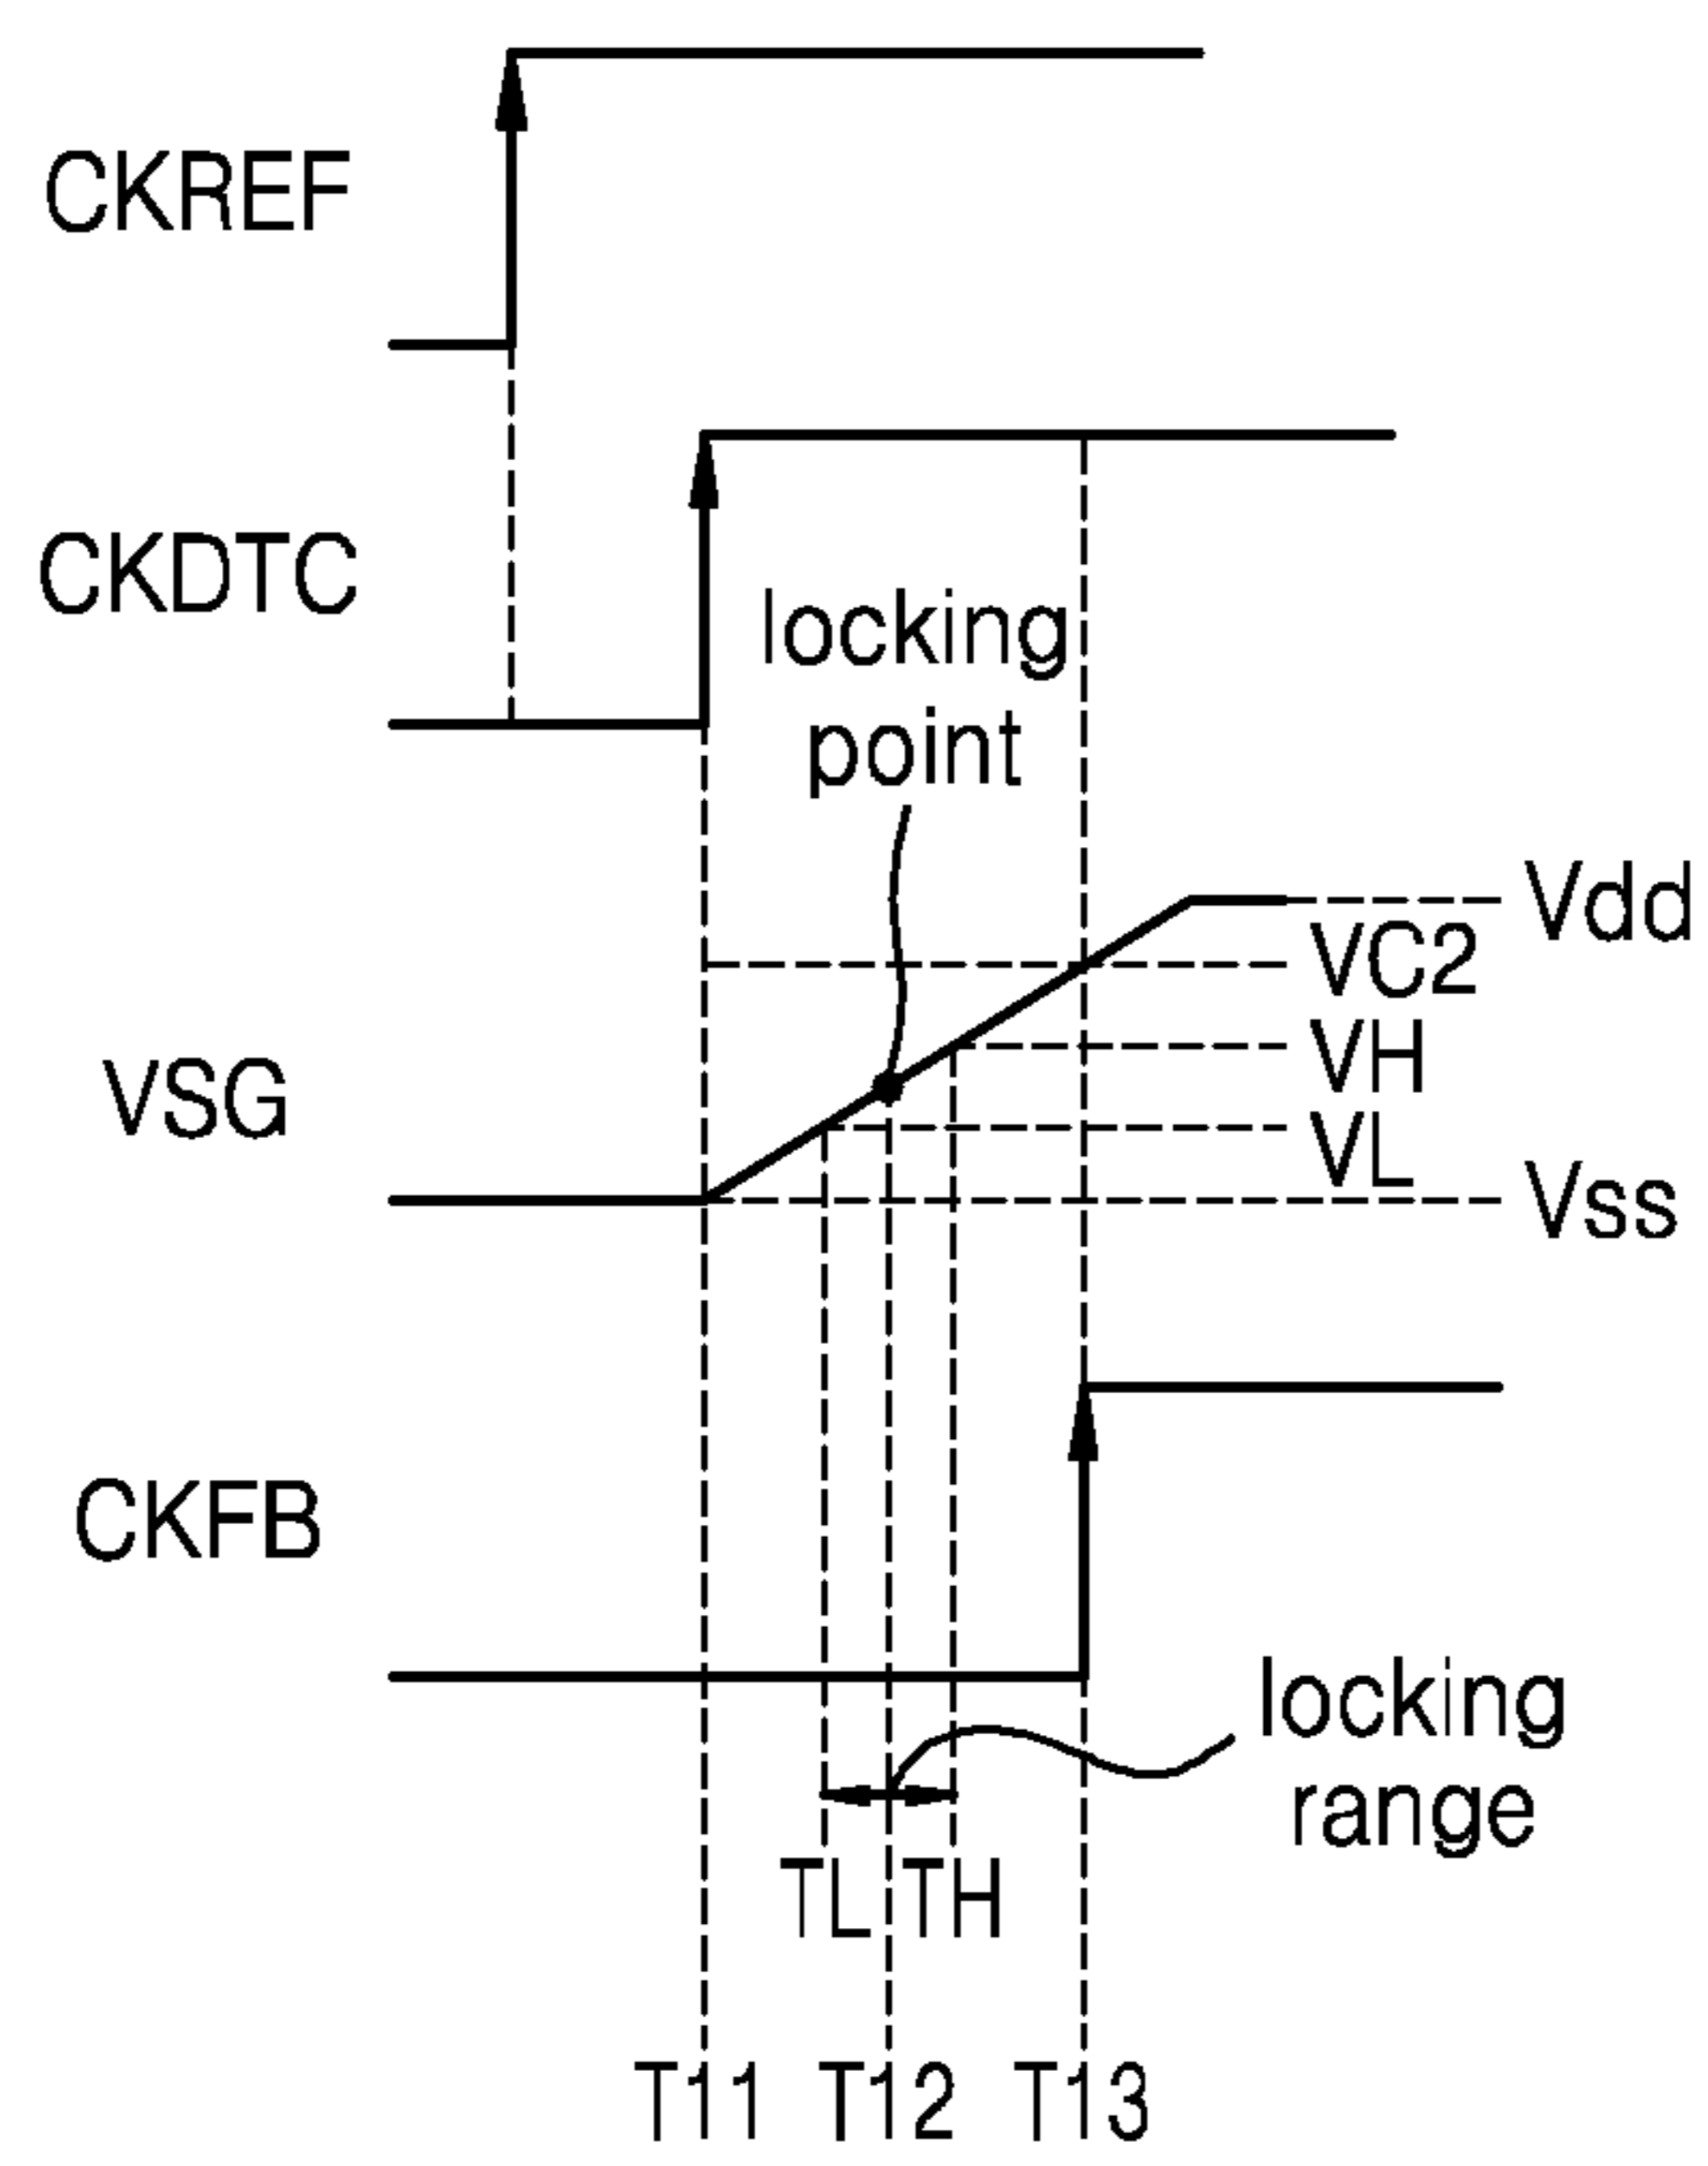 CKREF
CKDTC
locking
point
Vdd
VC2
VH
VSG
VL
Vss
CKFB
locking
range
TL TH
T11 T12 T13